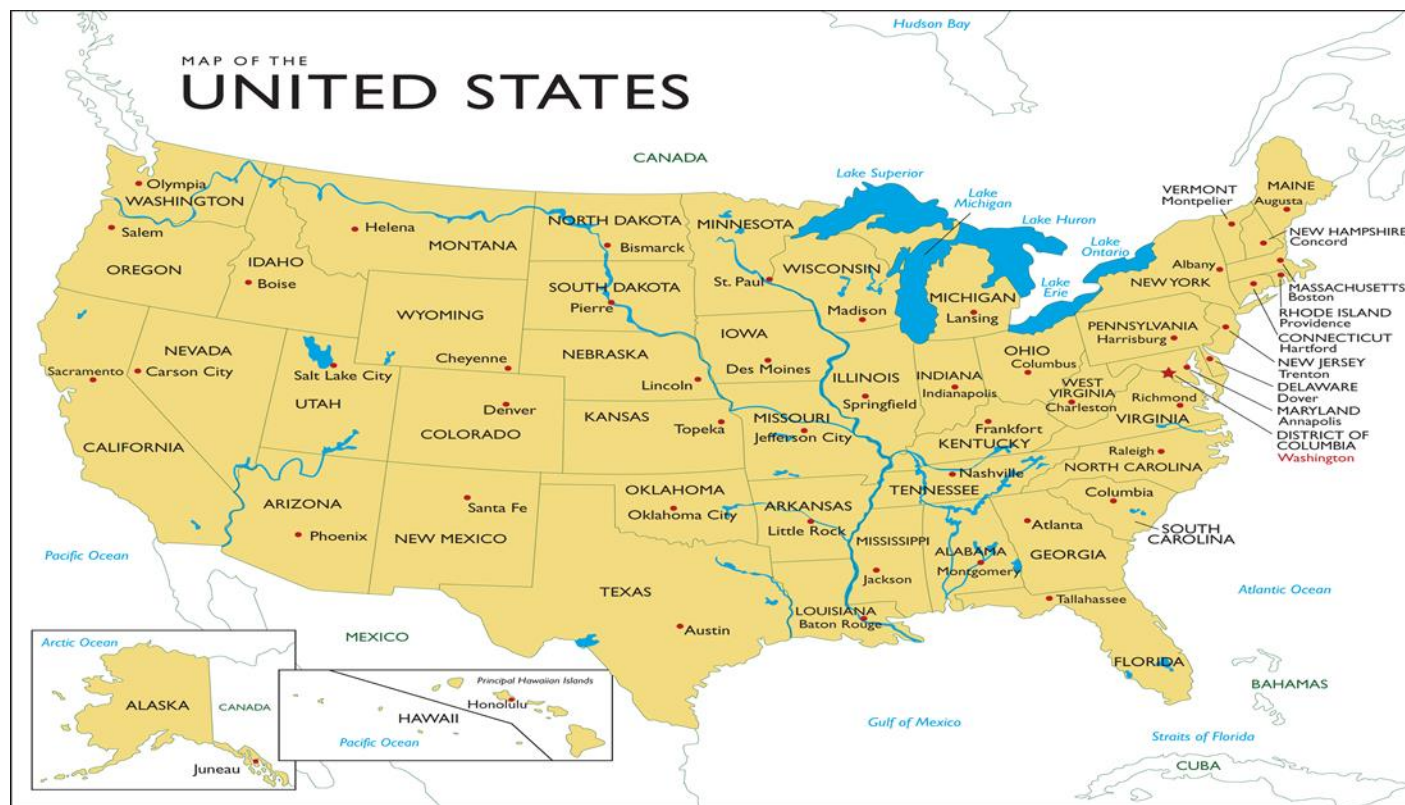 MAP OF THE
UNITED STATES
Hudson Bay
CANADA
Lake Superior
Lake
Michigan
Lake Huron
Lake
Ontario
Lake
Erie
Olympia
WASHINGTON
Salem
OREGON
Helena
MONTANA
IDAHO
Boise
NORTH DAKOTA
Bismarck
MINNESOTA
St. Paul
WISCONSIN
Madison
MICHIGAN
Lansing
VERMONT
Montpelier
MAINE
Augusta
NEW HAMPSHIRE
Concord
Albany
NEW YORK
MASSACHUSETTS
Boston
RHODE ISLAND
Providence
CONNECTICUT
Hartford
NEW JERSEY
Trenton
DELAWARE
Dover
MARYLAND
Annapolis
DISTRICT OF
COLUMBIA
Washington
SOUTH DAKOTA
Pierre
WYOMING
Cheyenne
IOWA
Des Moines
NEBRASKA
Lincoln
PENNSYLVANIA
Harrisburg
OHIO
Columbus
INDIANA
Indianapolis
ILLINOIS
Springfield
WEST
VIRGINIA
Charleston
Richmond
VIRGINIA
NEVADA
Carson City
Sacramento
CALIFORNIA
Salt Lake City
UTAH
Denver
COLORADO
KANSAS
Topeka
MISSOURI
Jefferson City
Frankfort
KENTUCKY
Nashville
TENNESSEE
Raleigh
NORTH CAROLINA
Columbia
SOUTH
CAROLINA
ARIZONA
Phoenix
Santa Fe
NEW MEXICO
OKLAHOMA
Oklahoma City
ARKANSAS
Little Rock
MISSISSIPPI
Jackson
ALABAMA
Montgomery
Atlanta
GEORGIA
TEXAS
Austin
LOUISIANA
Baton Rouge
Tallahassee
FLORIDA
Pacific Ocean
Atlantic Ocean
MEXICO
Gulf of Mexico
BAHAMAS
Straits of Florida
CUBA
Arctic Ocean
ALASKA
CANADA
Juneau
Principal Hawaiian Islands
Honolulu
HAWAII
Pacific Ocean